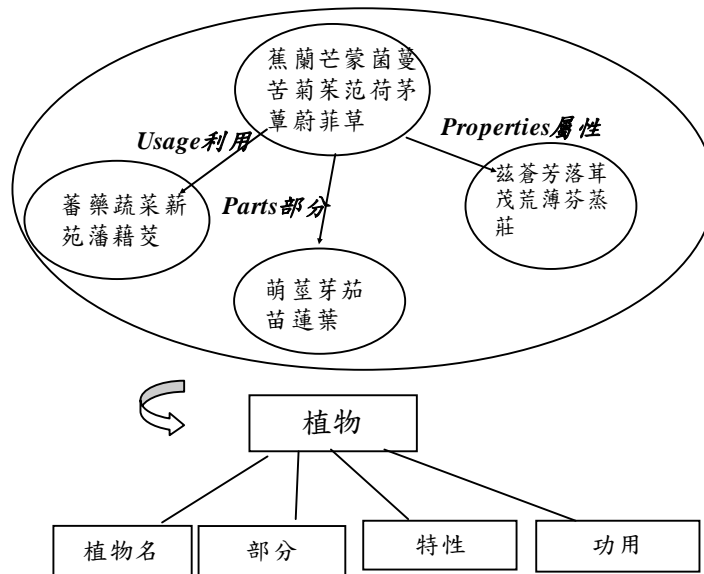 蕉蘭芒蒙菌蔓
苦菊茱范荷茅
蕈蔚菲草
Usage利用
Properties屬性
蕃藥蔬菜薪
苑藩藉茭
Parts部分
茲蒼芳落茸
茂荒薄芬蒸
莊
萌莖芽茄
苗蓮葉
植物
植物名
部分
特性
功用